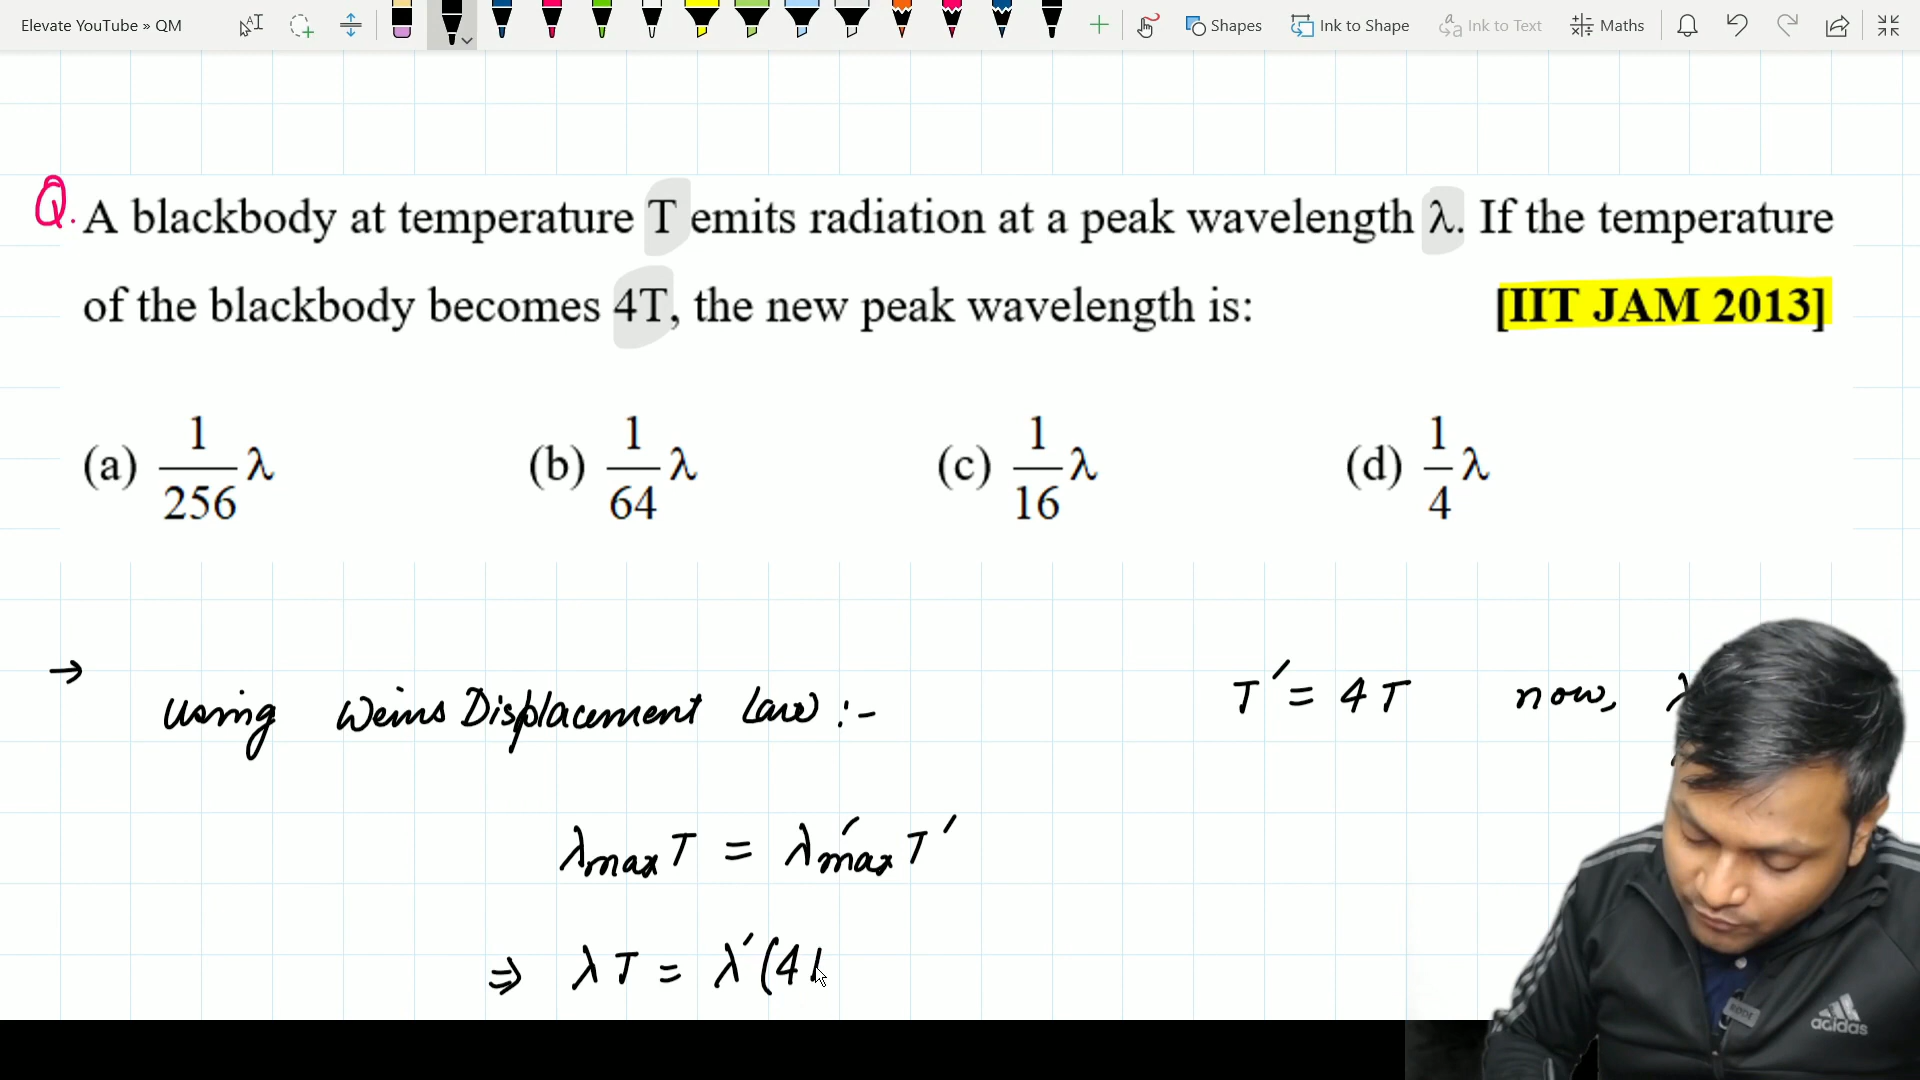 Elevate YouTube » QM
Shapes
Ink to Shape
Ink to Text
Maths
Q. A blackbody at temperature T emits radiation at a peak wavelength λ. If the temperature
of the blackbody becomes 4T, the new peak wavelength is: [IIT JAM 2013]
(a) 1/256 λ (b) 1/64 λ (c) 1/16 λ (d) 1/4 λ
→ using Weins Displacement Law :-
T′ = 4T now, λ
λmax T = λ′max T′
⇒ λT = λ′(4
RODE
adidas